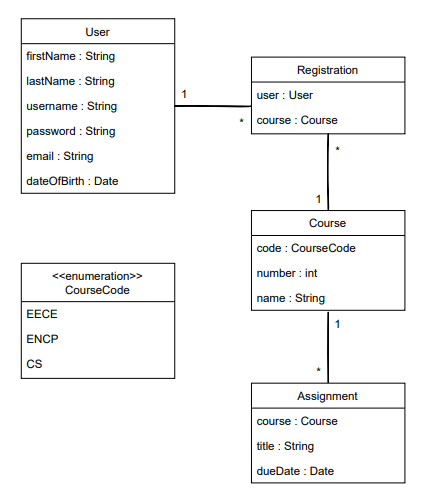 User
firstName : String
lastName : String
username : String
password : String
email : String
dateOfBirth : Date
1
*
Registration
user : User
course : Course
*
1
Course
code : CourseCode
number : int
name : String
<<enumeration>>
CourseCode
EECE
ENCP
CS
1
*
Assignment
course : Course
title : String
dueDate : Date